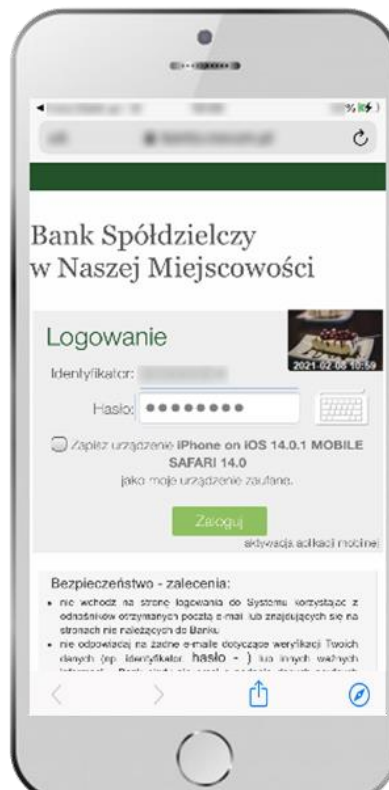 Bank Spółdzielczy
w Naszej Miejscowości
Logowanie
2021-02-08 10:59
Identyfikator:
Hasło:
Zapisz urządzenie iPhone on iOS 14.0.1 MOBILE
SAFARI 14.0
jako moje urządzenie zaufane.
Zaloguj
aktywacja aplikacji mobilnej
Bezpieczeństwo - zalecenia:
• nie wchodź na stronę logowania do Systemu korzystając z
odnośników otrzymanych pocztą e-mail lub znajdujących się na
stronach nie należących do Banku
• nie odpowiadaj na żadne e-maile dotyczące weryfikacji Twoich
danych (np. identyfikator, hasło - ) lub innych ważnych